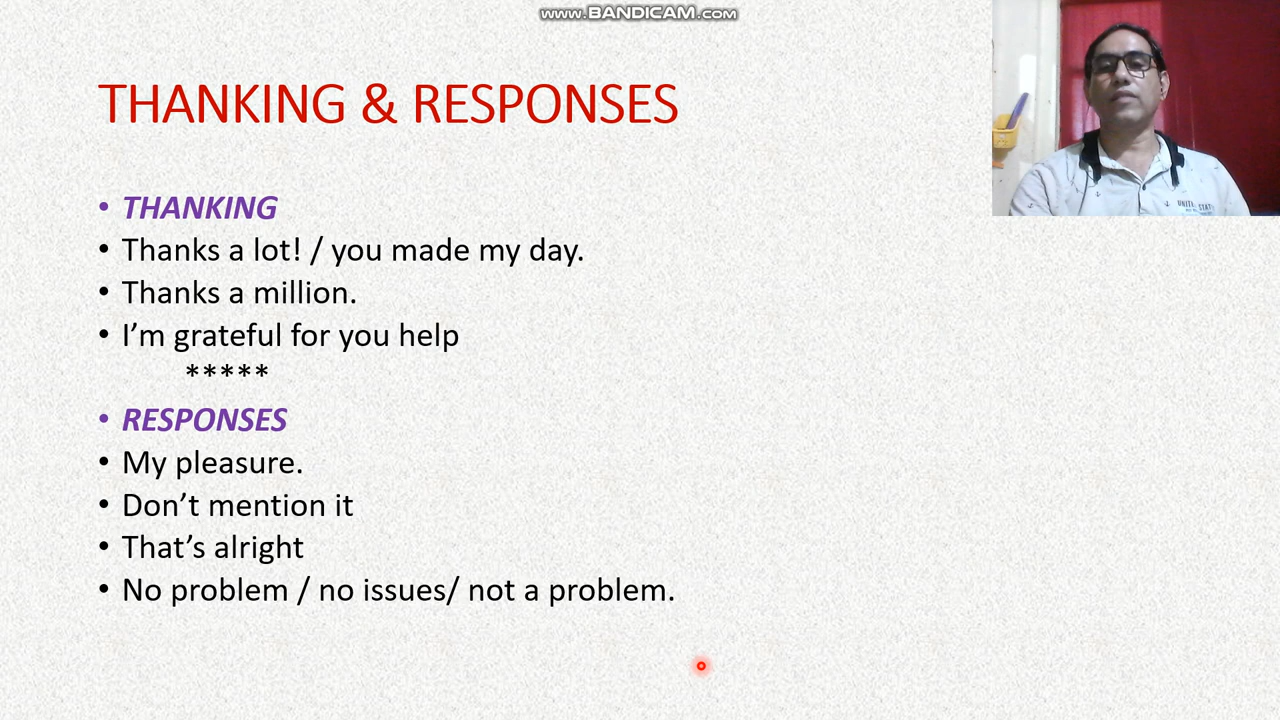 www.BANDICAM.com
THANKING & RESPONSES
• THANKING
• Thanks a lot! / you made my day.
• Thanks a million.
• I’m grateful for you help
*****
• RESPONSES
• My pleasure.
• Don’t mention it
• That’s alright
• No problem / no issues/ not a problem.